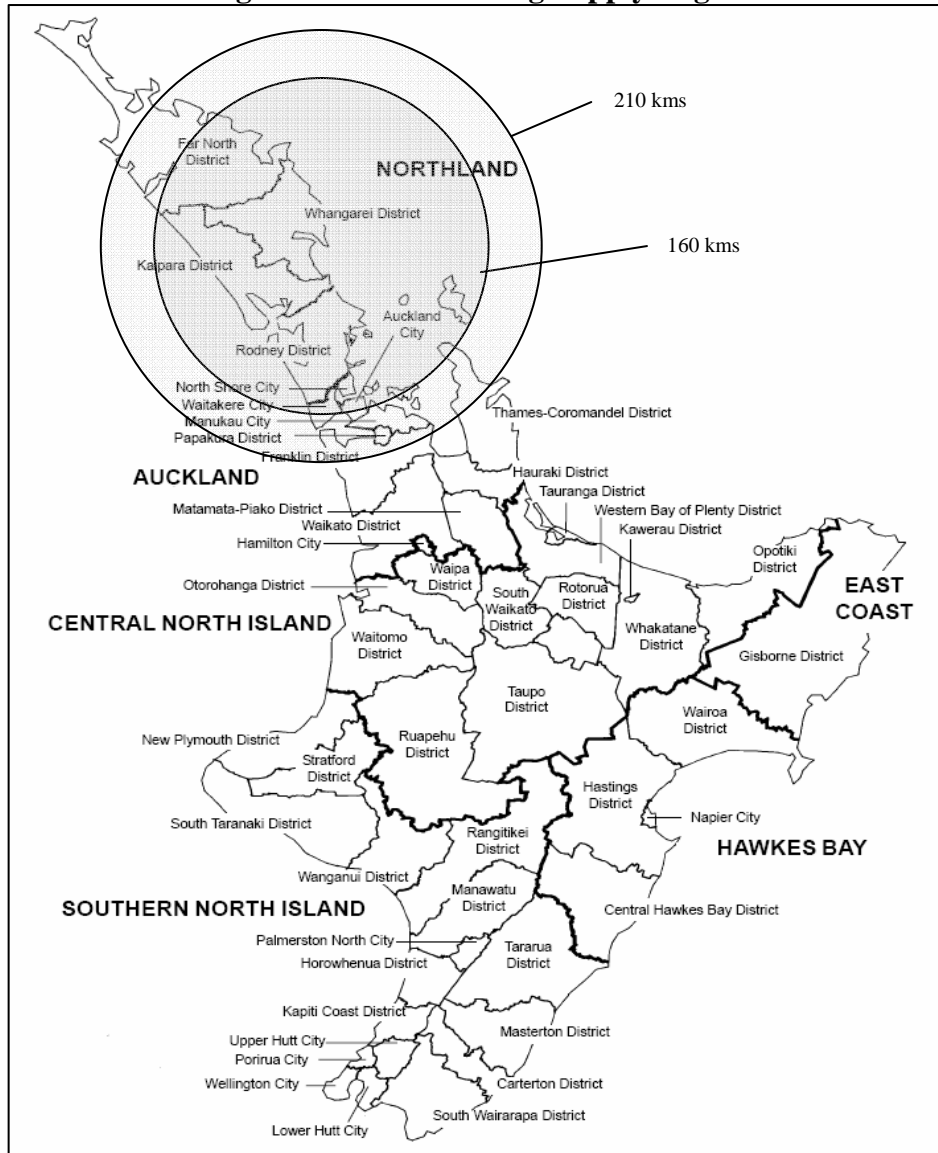 210 kms
Far North
District
NORTHLAND
Whangarei District
160 kms
Kaipara District
Auckland
City
Rodney District
North Shore City
Waitakere City
Manukau City
Papakura District
Franklin District
Thames-Coromandel District
AUCKLAND
Hauraki District
Tauranga District
Matamata-Piako District
Western Bay of Plenty District
Waikato District
Kawerau District
Hamilton City
Opotiki
District
Waipa
District
Otorohanga District
Rotorua
District
South
Waikato
District
EAST
COAST
CENTRAL NORTH ISLAND
Whakatane
District
Waitomo
District
Gisborne District
Taupo
District
Wairoa
District
New Plymouth District
Ruapehu
District
Stratford
District
Hastings
District
Napier City
South Taranaki District
Rangitikei
District
HAWKES BAY
Wanganui District
Manawatu
District
SOUTHERN NORTH ISLAND
Central Hawkes Bay District
Palmerston North City
Tararua
District
Horowhenua District
Kapiti Coast District
Masterton District
Upper Hutt City
Porirua City
Wellington City
Carterton District
South Wairarapa District
Lower Hutt City